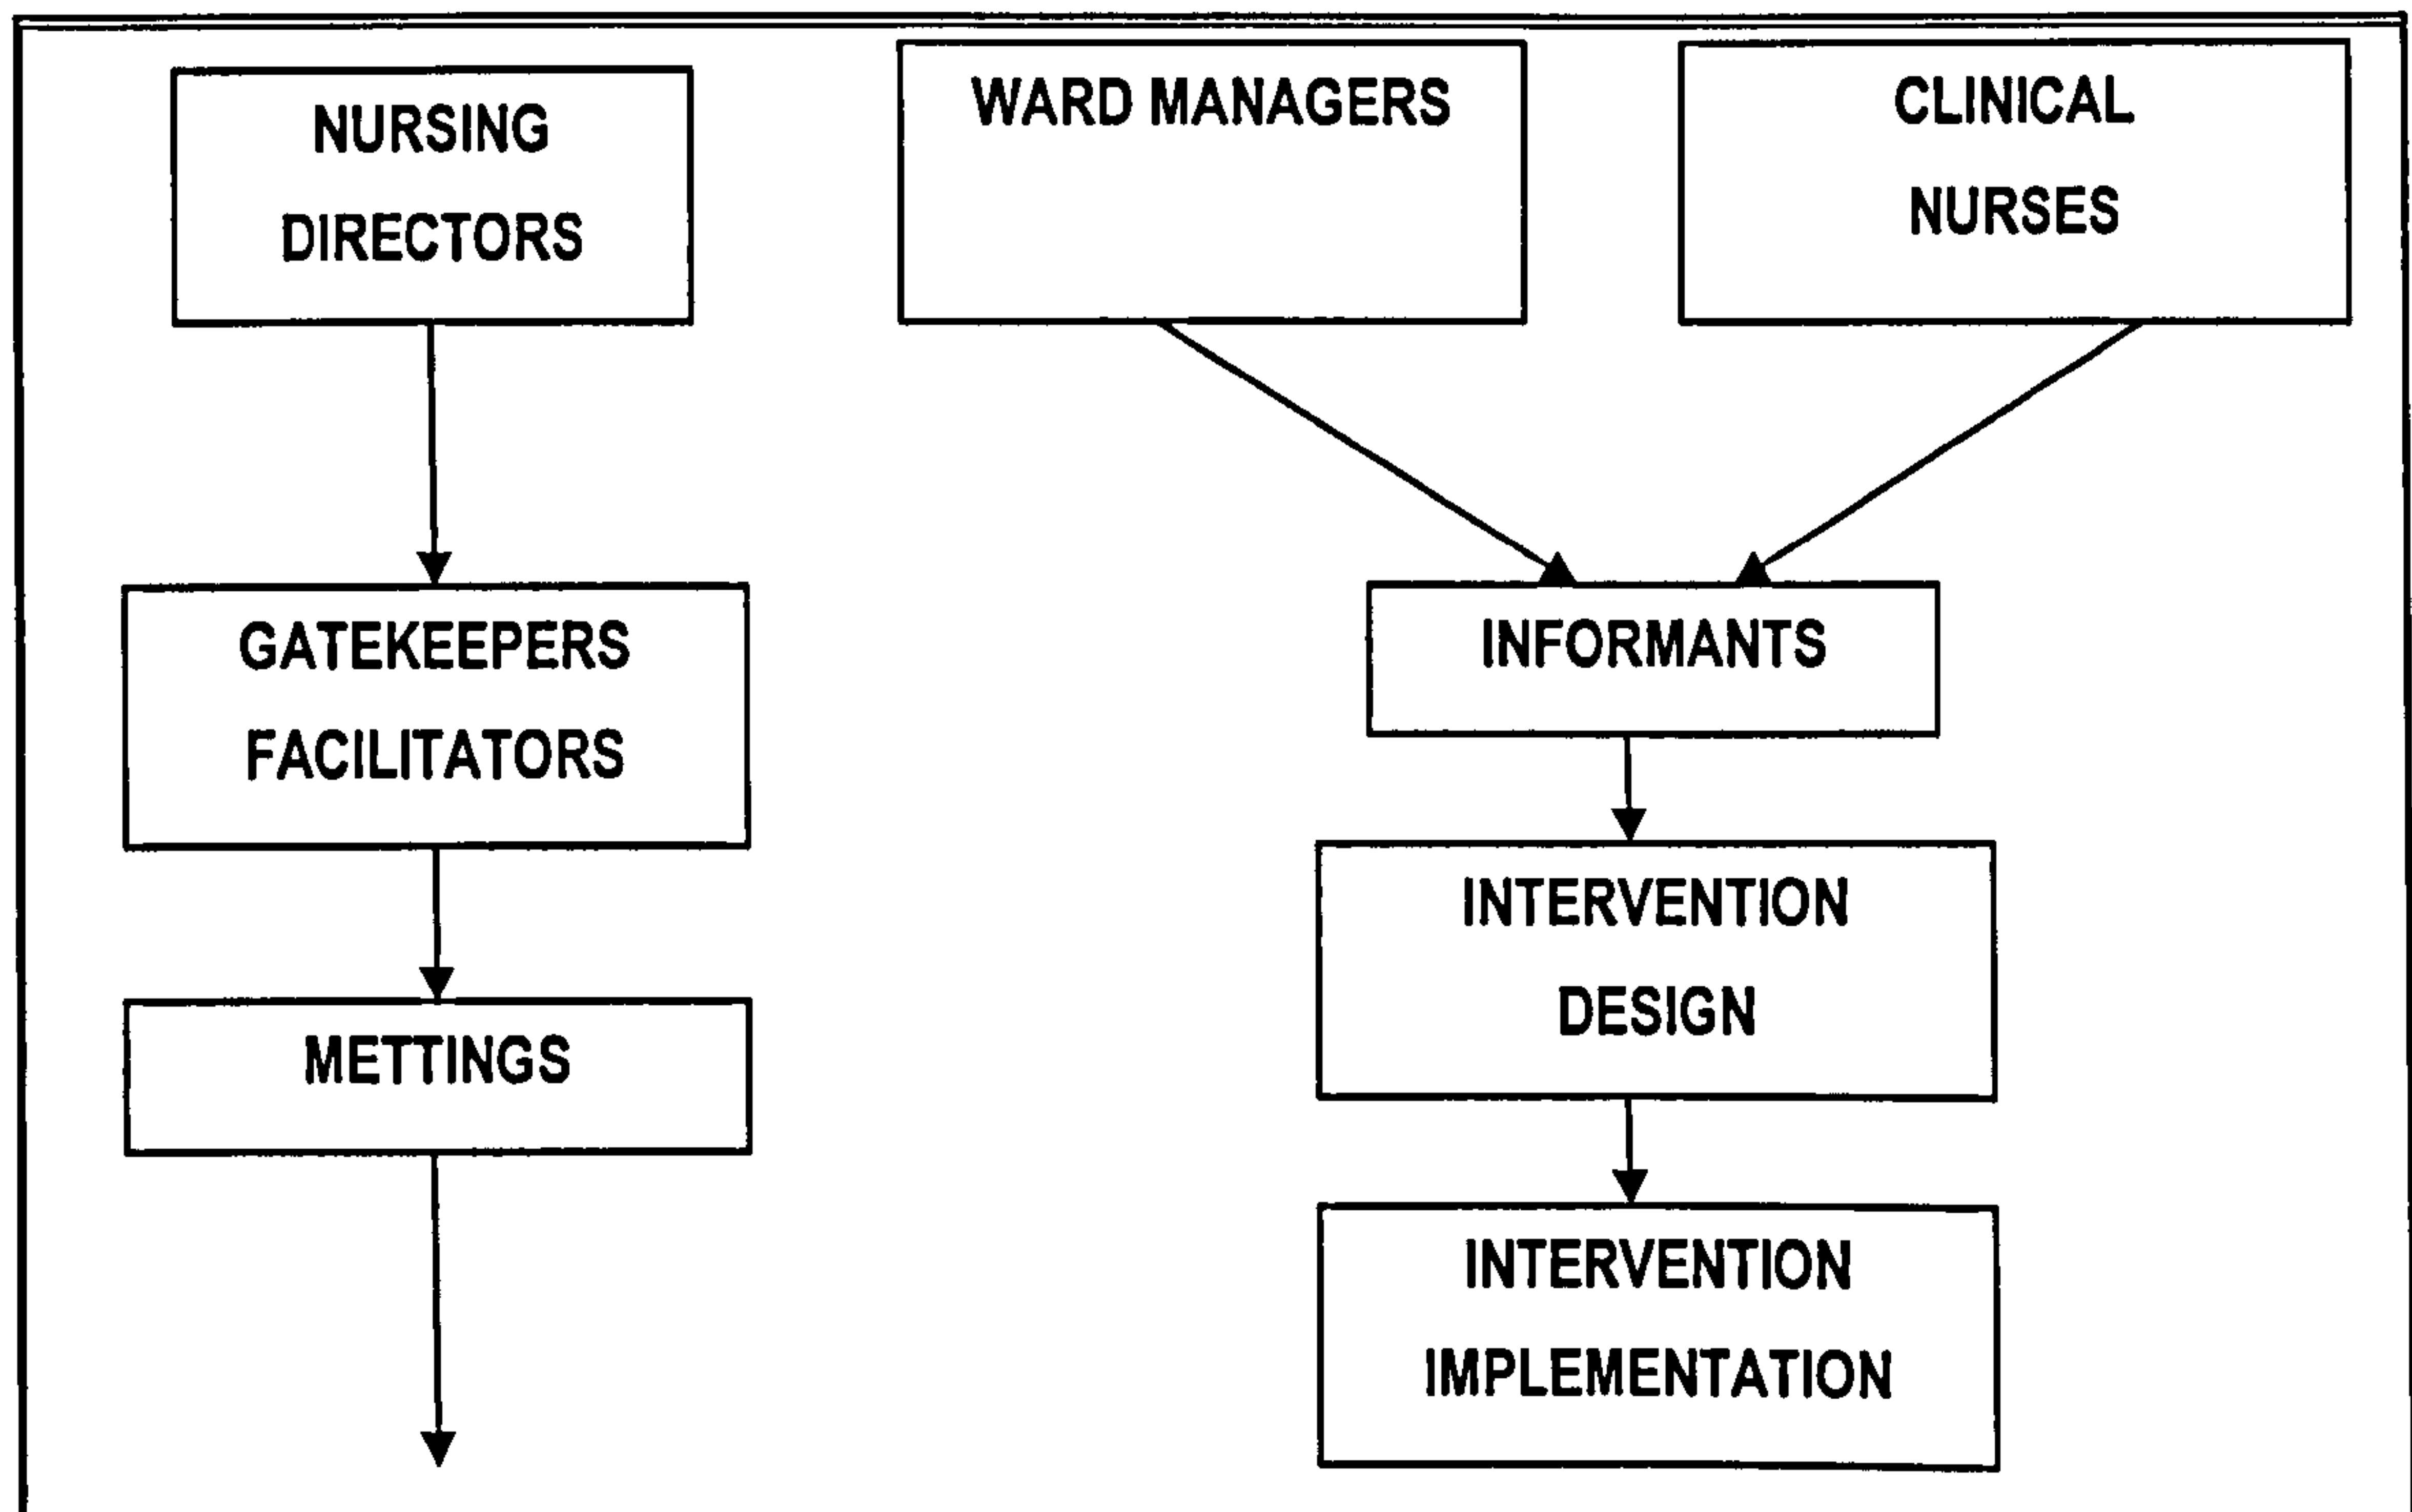 NURSING
DIRECTORS
WARD MANAGERS
CLINICAL
NURSES
GATEKEEPERS
FACILITATORS
INFORMANTS
METTINGS
INTERVENTION
DESIGN
INTERVENTION
IMPLEMENTATION